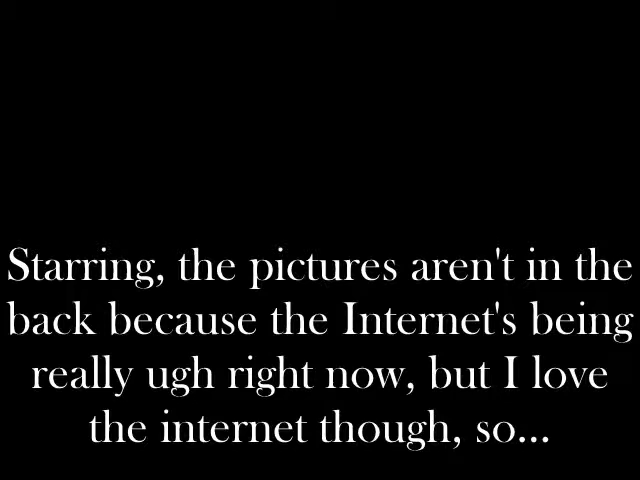 Starring, the pictures aren't in the
back because the Internet's being
really ugh right now, but I love
the internet though, so...